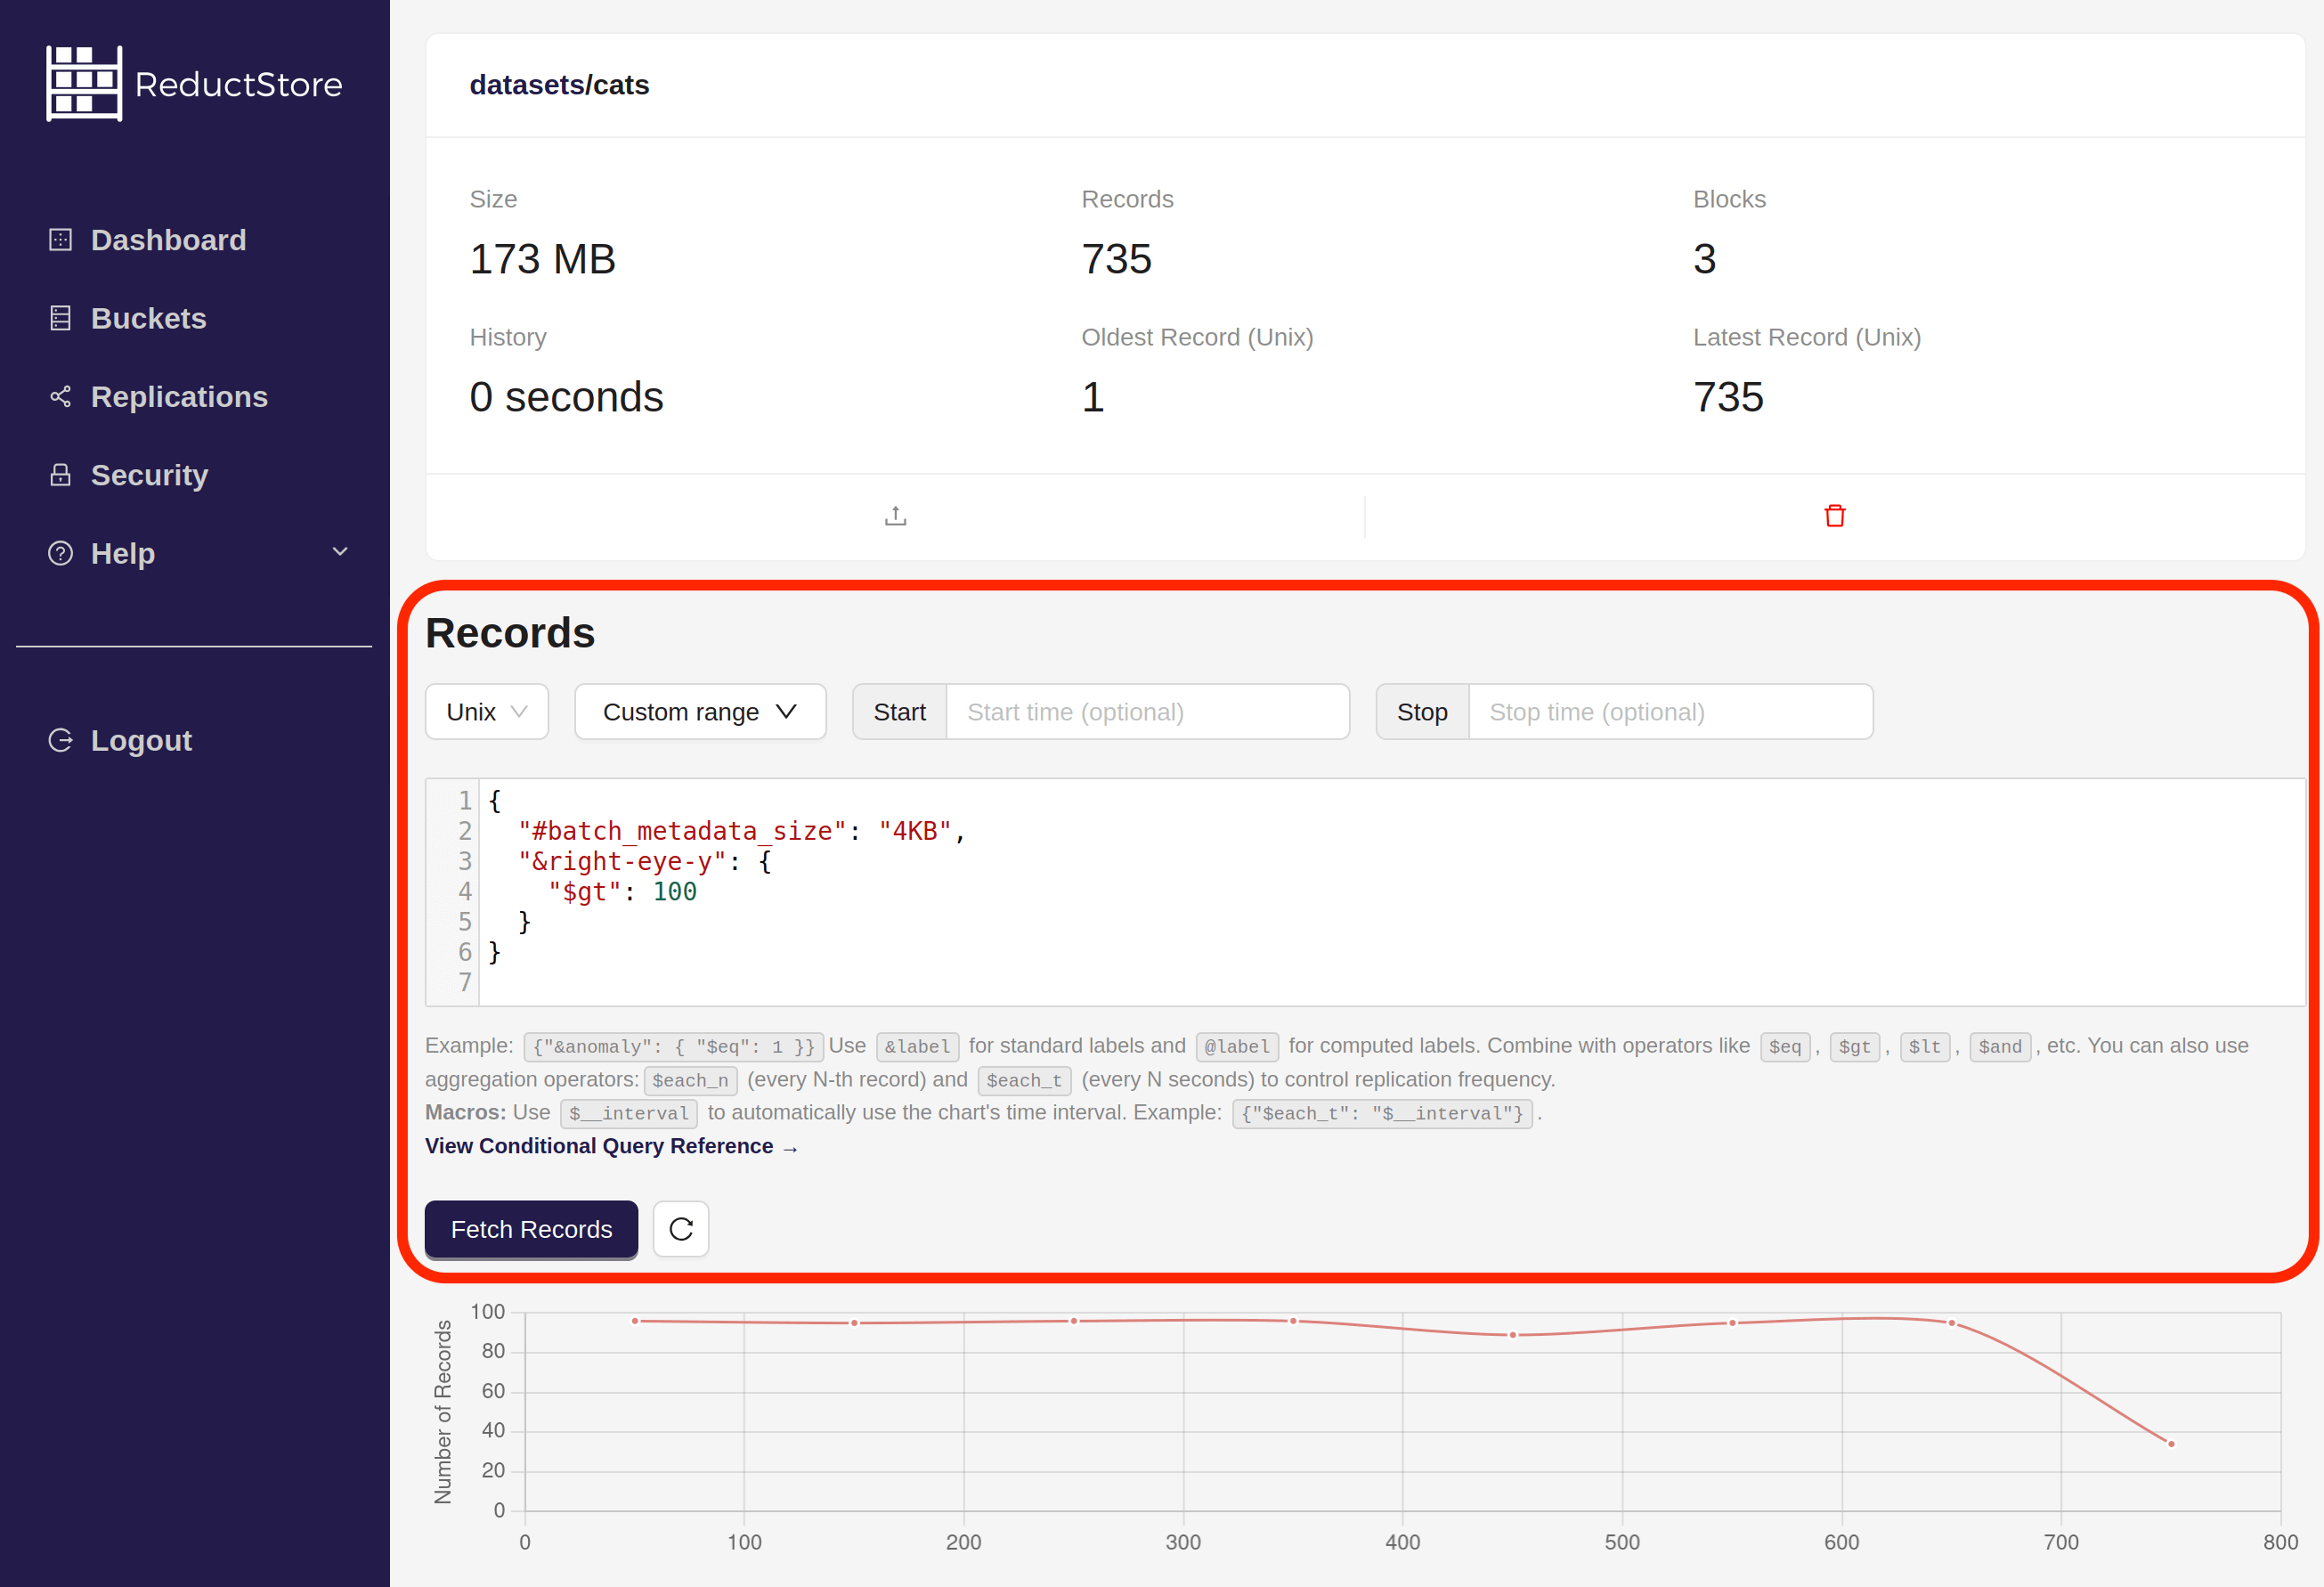 ReductStore
Dashboard
Buckets
Replications
Security
Help
Logout
datasets/cats
Size
173 MB
Records
735
Blocks
3
History
0 seconds
Oldest Record (Unix)
1
Latest Record (Unix)
735
Records
Unix
Custom range
Start Start time (optional)
Stop Stop time (optional)
1 {
2   "#batch_metadata_size": "4KB",
3   "&right-eye-y": {
4     "$gt": 100
5   }
6 }
7
Example: {"&anomaly": { "$eq": 1 }} Use &label for standard labels and @label for computed labels. Combine with operators like $eq, $gt, $lt, $and, etc. You can also use
aggregation operators: $each_n (every N-th record) and $each_t (every N seconds) to control replication frequency.
Macros: Use $__interval to automatically use the chart's time interval. Example: {"$each_t": "$__interval"}.
View Conditional Query Reference →
Fetch Records
Number of Records
100
80
60
40
20
0
0 100 200 300 400 500 600 700 800